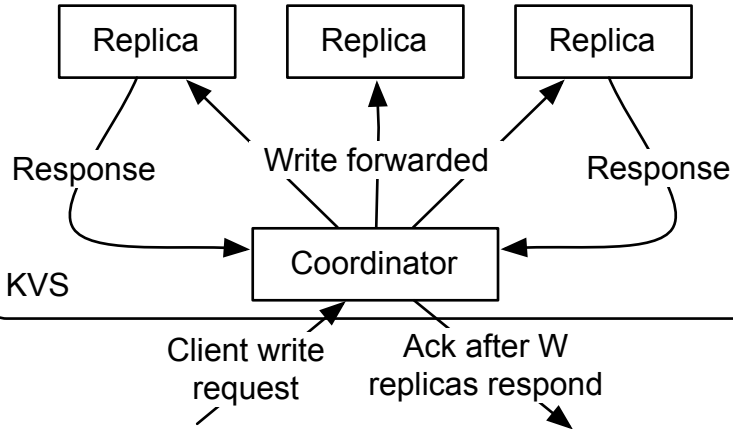 Replica
Replica
Replica
Response
Write forwarded
Response
Coordinator
KVS
Client write
request
Ack after W
replicas respond